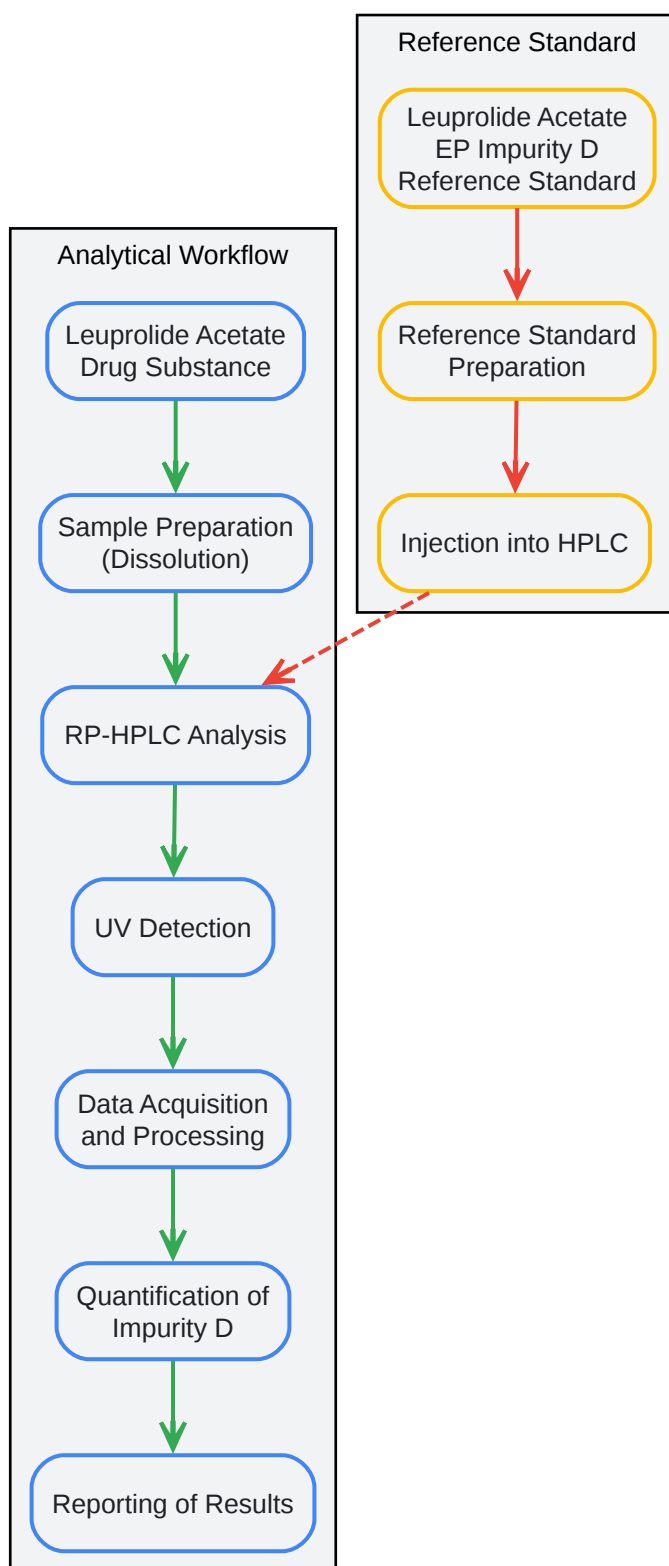 Reference Standard
Leuprolide Acetate
EP Impurity D
Reference Standard
Reference Standard
Preparation
Injection into HPLC
Analytical Workflow
Leuprolide Acetate
Drug Substance
Sample Preparation
(Dissolution)
RP-HPLC Analysis
UV Detection
Data Acquisition
and Processing
Quantification of
Impurity D
Reporting of Results